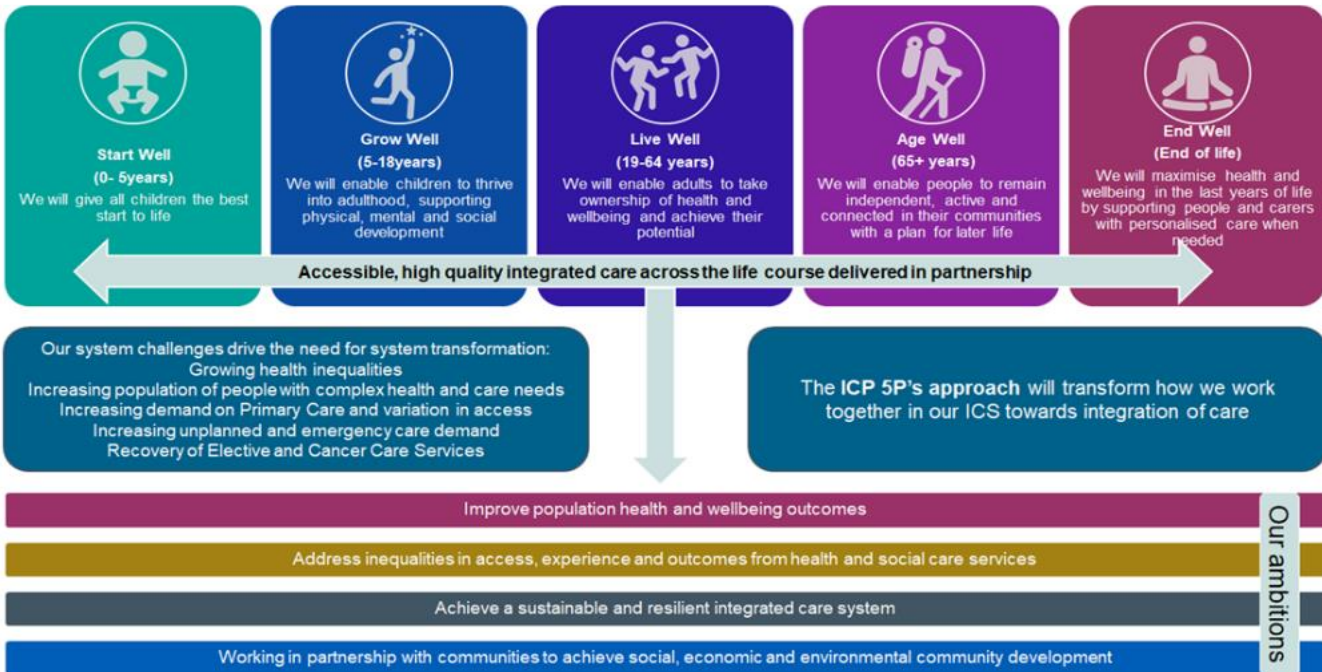 Start Well
(0- 5years)
We will give all children the best
start to life
Grow Well
(5-18years)
We will enable children to thrive
into adulthood, supporting
physical, mental and social
development
Live Well
(19-64 years)
We will enable adults to take
ownership of health and
wellbeing and achieve their
potential
Age Well
(65+ years)
We will enable people to remain
independent, active and
connected in their communities
with a plan for later life
End Well
(End of life)
We will maximise health and
wellbeing in the last years of life
by supporting people and carers
with personalised care when
needed
Accessible, high quality integrated care across the life course delivered in partnership
Our system challenges drive the need for system transformation:
Growing health inequalities
Increasing population of people with complex health and care needs
Increasing demand on Primary Care and variation in access
Increasing unplanned and emergency care demand
Recovery of Elective and Cancer Care Services
The ICP 5P's approach will transform how we work
together in our ICS towards integration of care
Improve population health and wellbeing outcomes
Address inequalities in access, experience and outcomes from health and social care services
Achieve a sustainable and resilient integrated care system
Working in partnership with communities to achieve social, economic and environmental community development
Our ambitions